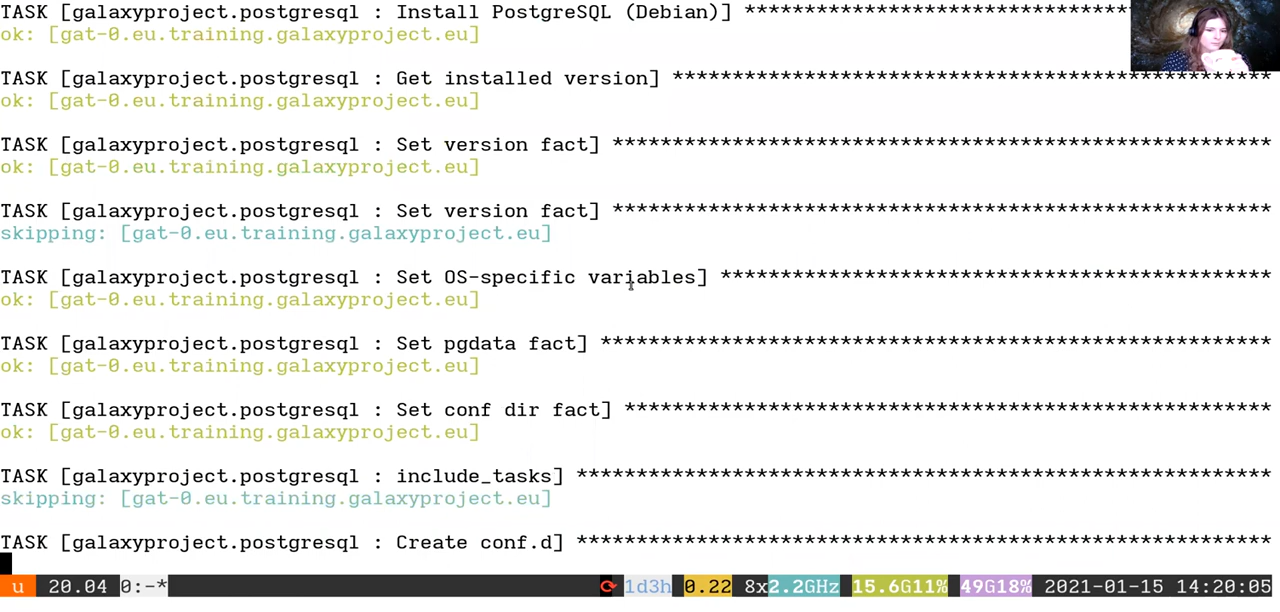 TASK [galaxyproject.postgresql : Install PostgreSQL (Debian)] ********************************
ok: [gat-0.eu.training.galaxyproject.eu]
TASK [galaxyproject.postgresql : Get installed version] **************************************************
ok: [gat-0.eu.training.galaxyproject.eu]
TASK [galaxyproject.postgresql : Set version fact] *******************************************************
ok: [gat-0.eu.training.galaxyproject.eu]
TASK [galaxyproject.postgresql : Set version fact] *******************************************************
skipping: [gat-0.eu.training.galaxyproject.eu]
TASK [galaxyproject.postgresql : Set OS-specific variables] **********************************************
ok: [gat-0.eu.training.galaxyproject.eu]
TASK [galaxyproject.postgresql : Set pgdata fact] ********************************************************
ok: [gat-0.eu.training.galaxyproject.eu]
TASK [galaxyproject.postgresql : Set conf dir fact] ******************************************************
ok: [gat-0.eu.training.galaxyproject.eu]
TASK [galaxyproject.postgresql : include_tasks] **********************************************************
skipping: [gat-0.eu.training.galaxyproject.eu]
TASK [galaxyproject.postgresql : Create conf.d] **********************************************************
u 20.04 0:-* 1d3h 0.22 8x2.2GHz 15.6G11% 49G18% 2021-01-15 14:20:05